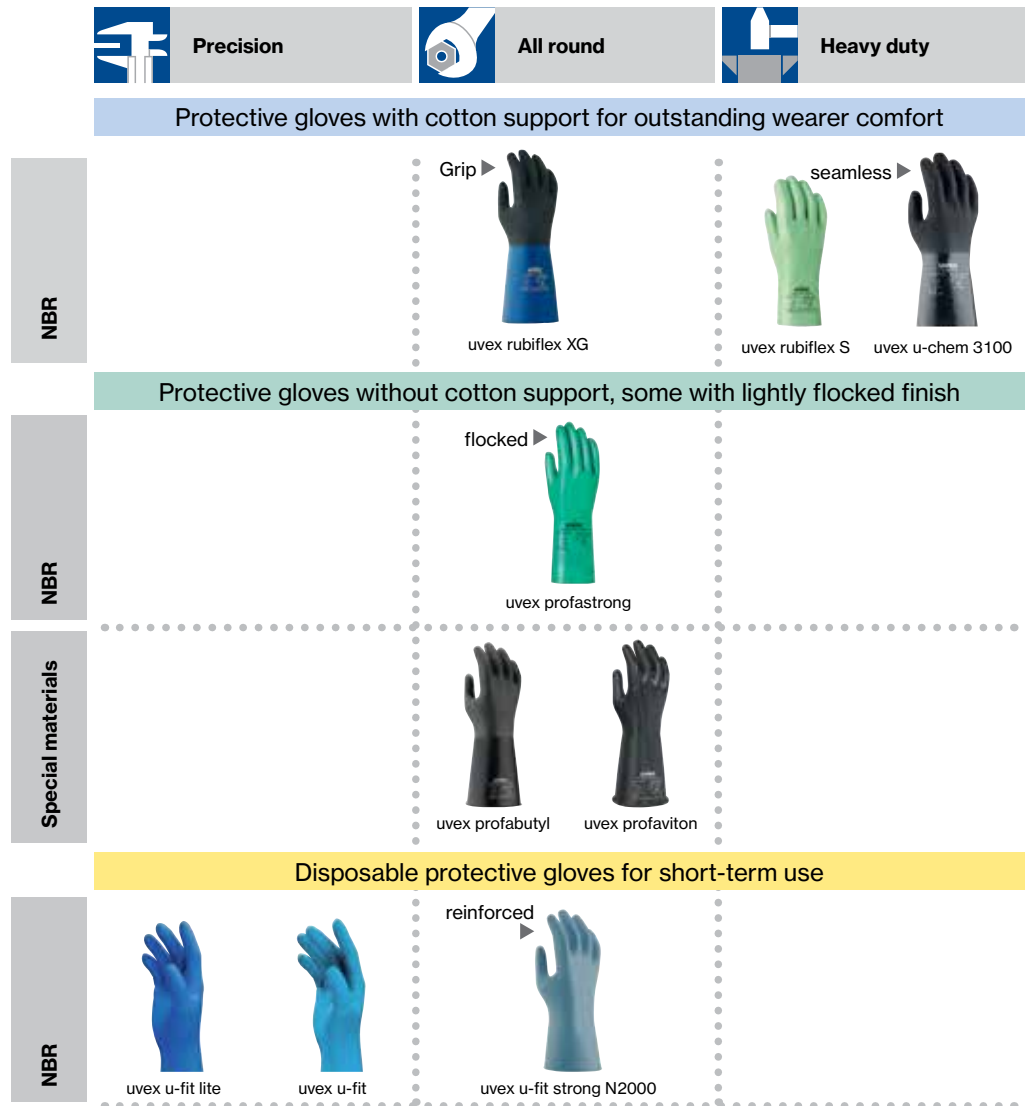 Precision
All round
Heavy duty
Protective gloves with cotton support for outstanding wearer comfort
NBR
Grip
seamless
uvex rubiflex XG
uvex rubiflex S
uvex u-chem 3100
Protective gloves without cotton support, some with lightly flocked finish
NBR
flocked
uvex profastrong
Special materials
uvex profabutyl
uvex profaviton
Disposable protective gloves for short-term use
NBR
reinforced
uvex u-fit lite
uvex u-fit
uvex u-fit strong N2000